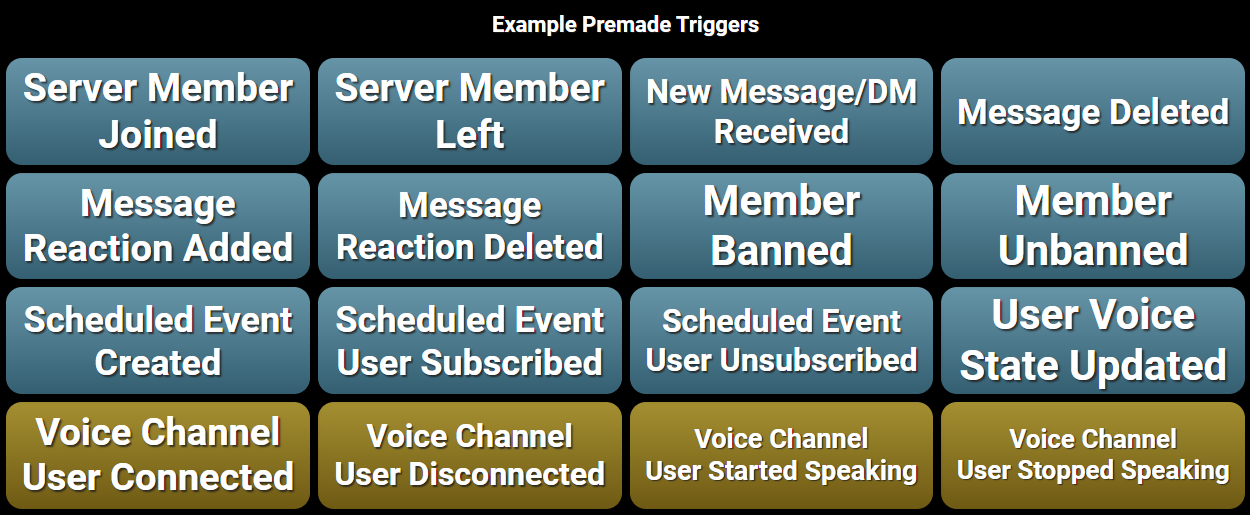 Example Premade Triggers
Server Member
Joined
Server Member
Left
New Message/DM
Received
Message Deleted
Message
Reaction Added
Message
Reaction Deleted
Member
Banned
Member
Unbanned
Scheduled Event
Created
Scheduled Event
User Subscribed
Scheduled Event
User Unsubscribed
User Voice
State Updated
Voice Channel
User Connected
Voice Channel
User Disconnected
Voice Channel
User Started Speaking
Voice Channel
User Stopped Speaking